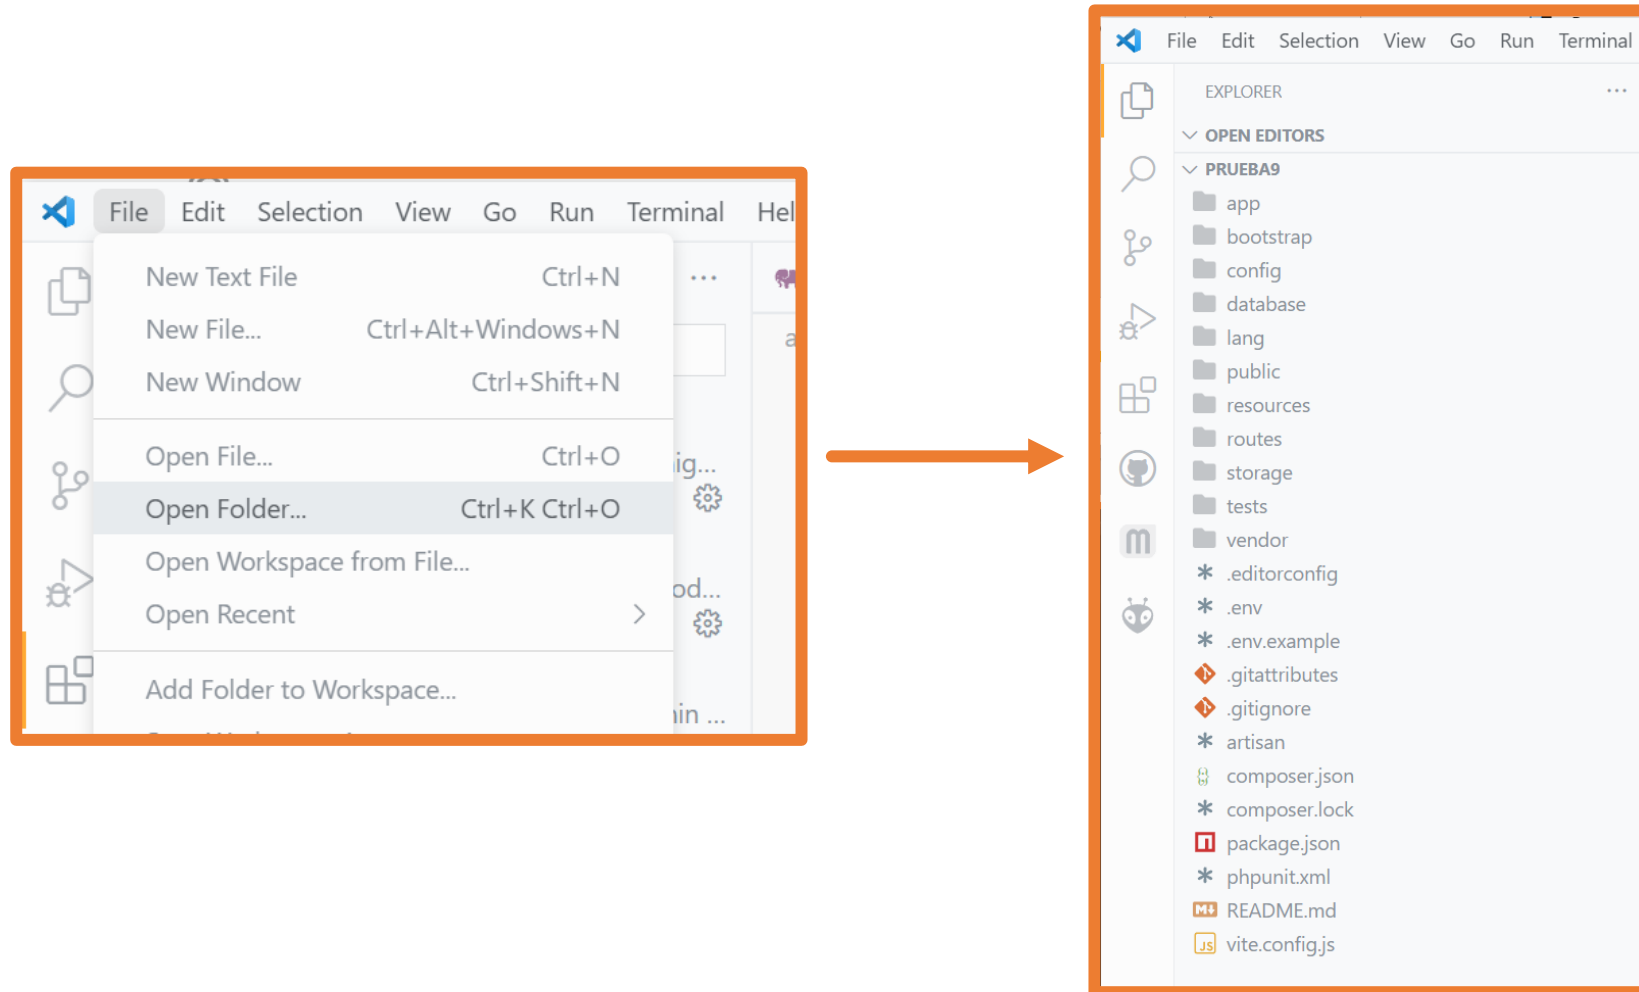 File Edit Selection View Go Run Terminal Hel
New Text File Ctrl+N
New File... Ctrl+Alt+Windows+N
New Window Ctrl+Shift+N
Open File... Ctrl+O
Open Folder... Ctrl+K Ctrl+O
Open Workspace from File...
Open Recent
Add Folder to Workspace...
ig...
od...
in ...
File Edit Selection View Go Run Terminal
EXPLORER
OPEN EDITORS
PRUEBA9
app
bootstrap
config
database
lang
public
resources
routes
storage
tests
vendor
.editorconfig
.env
.env.example
.gitattributes
.gitignore
artisan
composer.json
composer.lock
package.json
phpunit.xml
README.md
vite.config.js